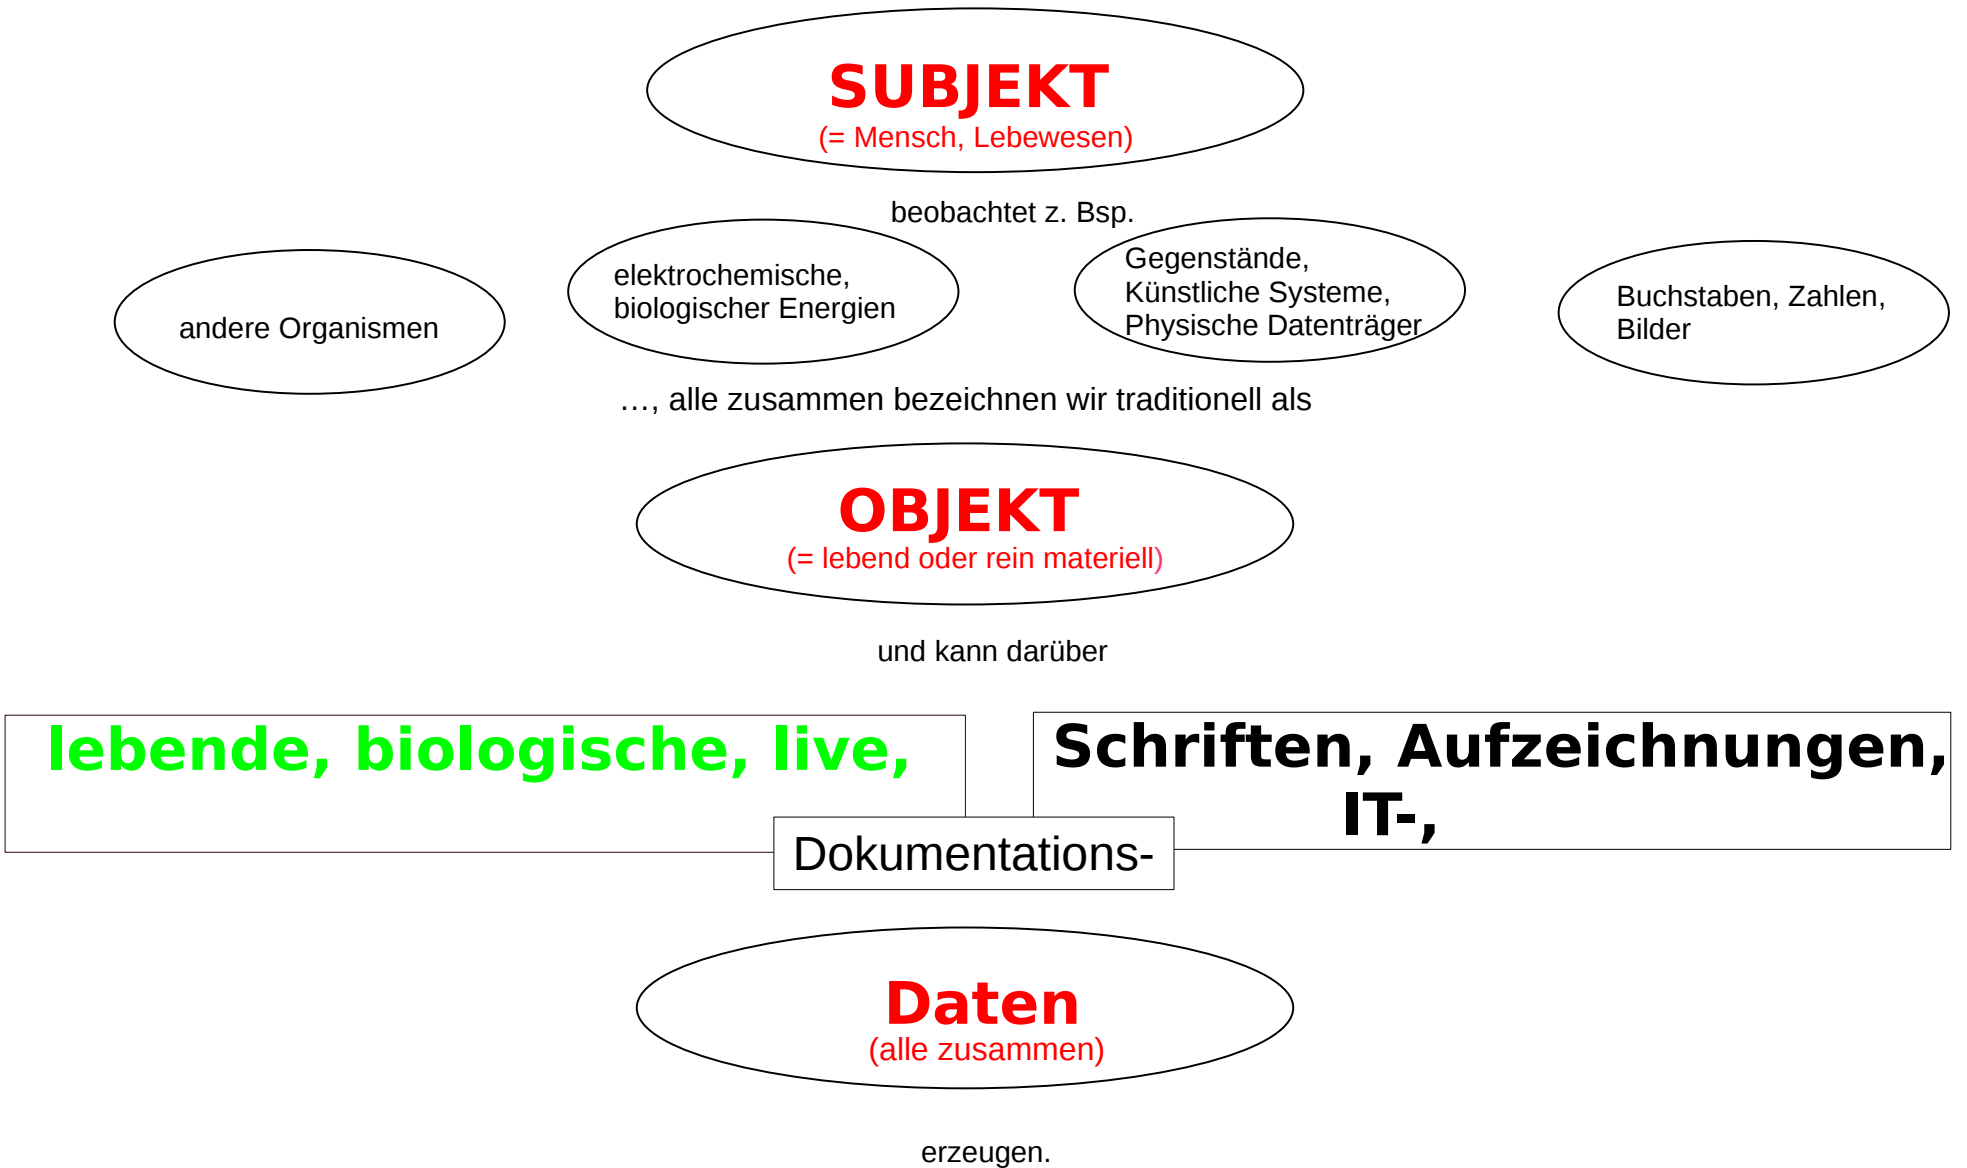 SUBJEKT
(= Mensch, Lebewesen)
beobachtet z. Bsp.
andere Organismen
elektrochemische,
biologischer Energien
Gegenstände,
Künstliche Systeme,
Physische Datenträger
Buchstaben, Zahlen,
Bilder
…, alle zusammen bezeichnen wir traditionell als
OBJEKT
(= lebend oder rein materiell)
und kann darüber
lebende, biologische, live,
Schriften, Aufzeichnungen,
IT-,
Dokumentations-
Daten
(alle zusammen)
erzeugen.